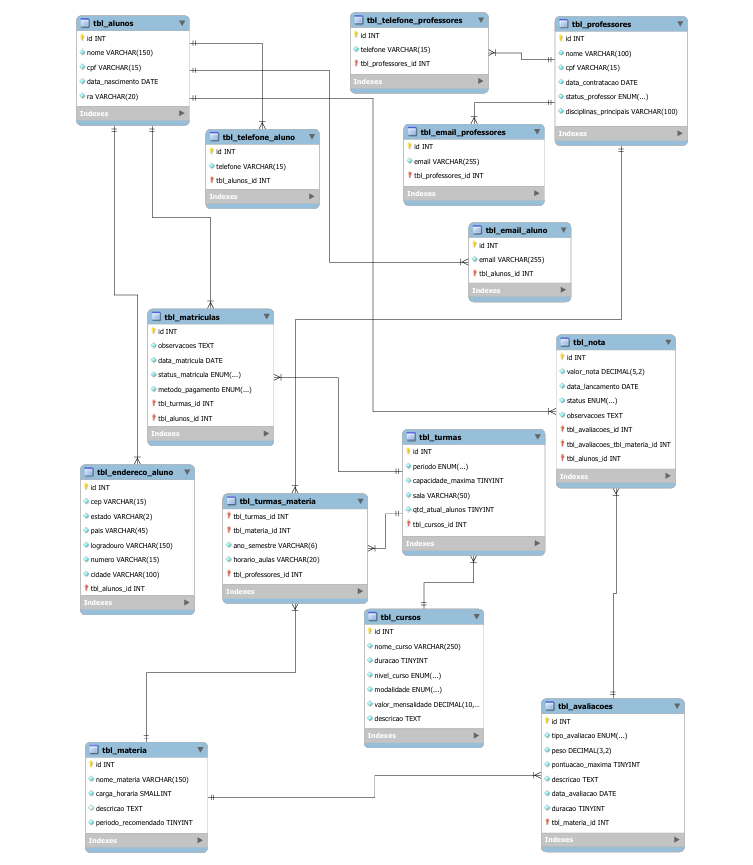 tbl_alunos
id INT
nome VARCHAR(150)
cpf VARCHAR(15)
data_nascimento DATE
ra VARCHAR(20)
Indexes
tbl_telefone_professores
id INT
telefone VARCHAR(15)
tbl_professores_id INT
Indexes
tbl_professores
id INT
nome VARCHAR(100)
cpf VARCHAR(15)
data_contratacao DATE
status_professor ENUM(...)
disciplinas_principais VARCHAR(100)
Indexes
tbl_telefone_aluno
id INT
telefone VARCHAR(15)
tbl_alunos_id INT
Indexes
tbl_email_professores
id INT
email VARCHAR(255)
tbl_professores_id INT
Indexes
tbl_email_aluno
id INT
email VARCHAR(255)
tbl_alunos_id INT
Indexes
tbl_matriculas
id INT
observacoes TEXT
data_matricula DATE
status_matricula ENUM(...)
metodo_pagamento ENUM(...)
tbl_turmas_id INT
tbl_alunos_id INT
Indexes
tbl_nota
id INT
valor_nota DECIMAL(5,2)
data_lancamento DATE
status ENUM(...)
observacoes TEXT
tbl_avaliacoes_id INT
tbl_avaliacoes_tbl_materia_id INT
tbl_alunos_id INT
Indexes
tbl_turmas
id INT
periodo ENUM(...)
capacidade_maxima TINYINT
sala VARCHAR(50)
qtd_atual_alunos TINYINT
tbl_cursos_id INT
Indexes
tbl_endereco_aluno
id INT
cep VARCHAR(15)
estado VARCHAR(2)
pais VARCHAR(45)
logradouro VARCHAR(150)
numero VARCHAR(15)
cidade VARCHAR(100)
tbl_alunos_id INT
Indexes
tbl_turmas_materia
tbl_turmas_id INT
tbl_materia_id INT
ano_semestre VARCHAR(6)
horario_aulas VARCHAR(20)
tbl_professores_id INT
Indexes
tbl_cursos
id INT
nome_curso VARCHAR(250)
duracao TINYINT
nivel_curso ENUM(...)
modalidade ENUM(...)
valor_mensalidade DECIMAL(10,...
descricao TEXT
Indexes
tbl_avaliacoes
id INT
tipo_avaliacao ENUM(...)
peso DECIMAL(3,2)
pontuacao_maxima TINYINT
descricao TEXT
data_avaliacao DATE
duracao TINYINT
tbl_materia_id INT
Indexes
tbl_materia
id INT
nome_materia VARCHAR(150)
carga_horaria SMALLINT
descricao TEXT
periodo_recomendado TINYINT
Indexes